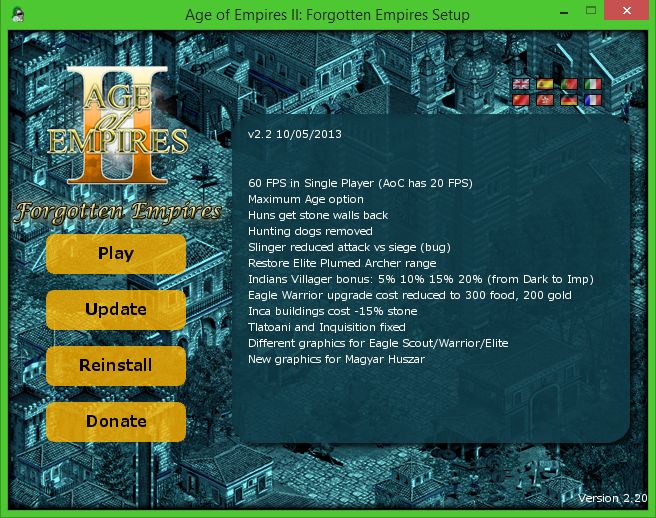 Age of Empires II: Forgotten Empires Setup
II
AGE
of
EMPIRES
Forgotten Empires
Play
Update
Reinstall
Donate
v2.2 10/05/2013
60 FPS in Single Player (AoC has 20 FPS)
Maximum Age option
Huns get stone walls back
Hunting dogs removed
Slinger reduced attack vs siege (bug)
Restore Elite Plumed Archer range
Indians Villager bonus: 5% 10% 15% 20% (from Dark to Imp)
Eagle Warrior upgrade cost reduced to 300 food, 200 gold
Inca buildings cost -15% stone
Tlatoani and Inquisition fixed
Different graphics for Eagle Scout/Warrior/Elite
New graphics for Magyar Huszar
Version 2.20